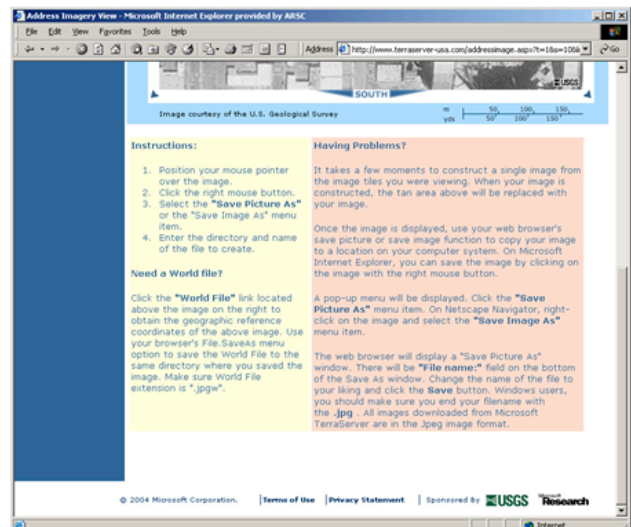 Address Imagery View - Microsoft Internet Explorer provided by ARSC
File Edit View Favorites Tools Help
Address http://www.terraserver-usa.com/addressimage.aspx?t=1&s=10&
Go
USGS
SOUTH
Image courtesy of the U.S. Geological Survey
m 50, 100, 150,
yds 50' 100' 150'
Instructions:
1. Position your mouse pointer
over the image.
2. Click the right mouse button.
3. Select the "Save Picture As"
or the "Save Image As" menu
item.
4. Enter the directory and name
of the file to create.
Need a World file?
Click the "World File" link located
above the image on the right to
obtain the geographic reference
coordinates of the above image. Use
your browser's File.SaveAs menu
option to save the World File to the
same directory where you saved the
image. Make sure World File
extension is ".jpgw".
Having Problems?
It takes a few moments to construct a single image from
the image tiles you were viewing. When your image is
constructed, the tan area above will be replaced with
your image.
Once the image is displayed, use your web browser's
save picture or save image function to copy your image
to a location on your computer system. On Microsoft
Internet Explorer, you can save the image by clicking on
the image with the right mouse button.
A pop-up menu will be displayed. Click the "Save
Picture As" menu item. On Netscape Navigator, right-
click on the image and select the "Save Image As"
menu item.
The web browser will display a "Save Picture As"
window. There will be "File name:" field on the bottom
of the Save As window. Change the name of the file to
your liking and click the Save button. Windows users,
you should make sure you end your filename with
the .jpg . All images downloaded from Microsoft
TerraServer are in the Jpeg image format.
© 2004 Microsoft Corporation. | Terms of Use | Privacy Statement | Sponsored By USGS Microsoft Research
Internet